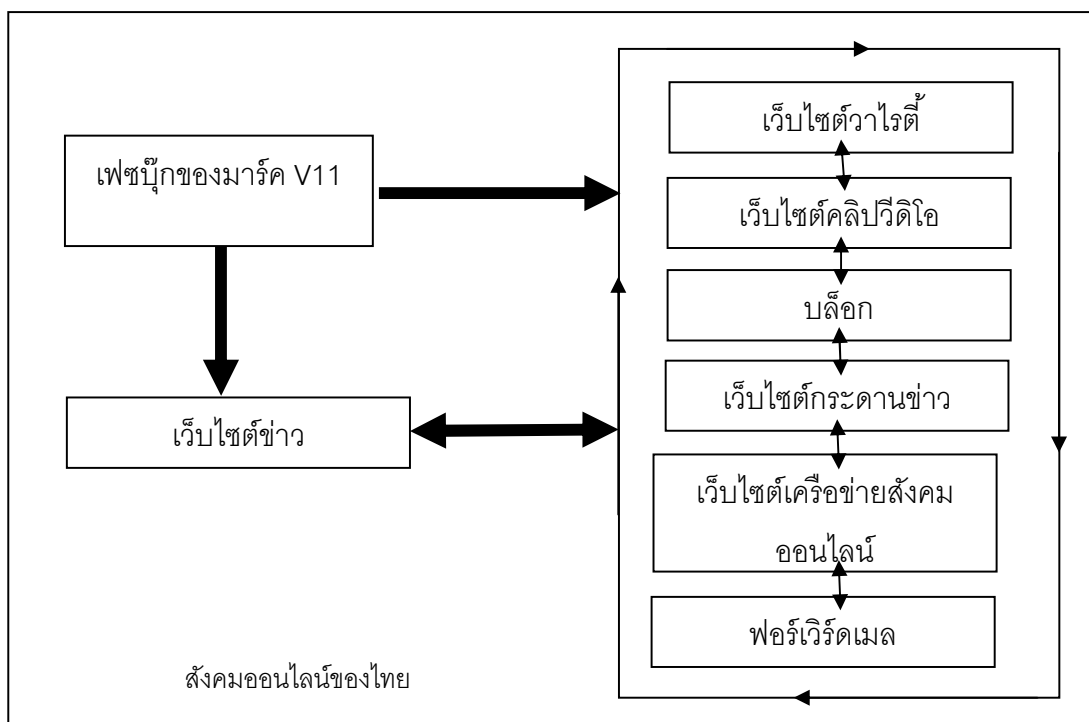 เฟซบุ๊กของมาร์ค V11
เว็บไซต์ข่าว
เว็บไซต์วาไรตี้
เว็บไซต์คลิปวีดิโอ
บล็อก
เว็บไซต์กระดานข่าว
เว็บไซต์เครือข่ายสังคม
ออนไลน์
ฟอร์เวิร์ดเมล
สังคมออนไลน์ของไทย